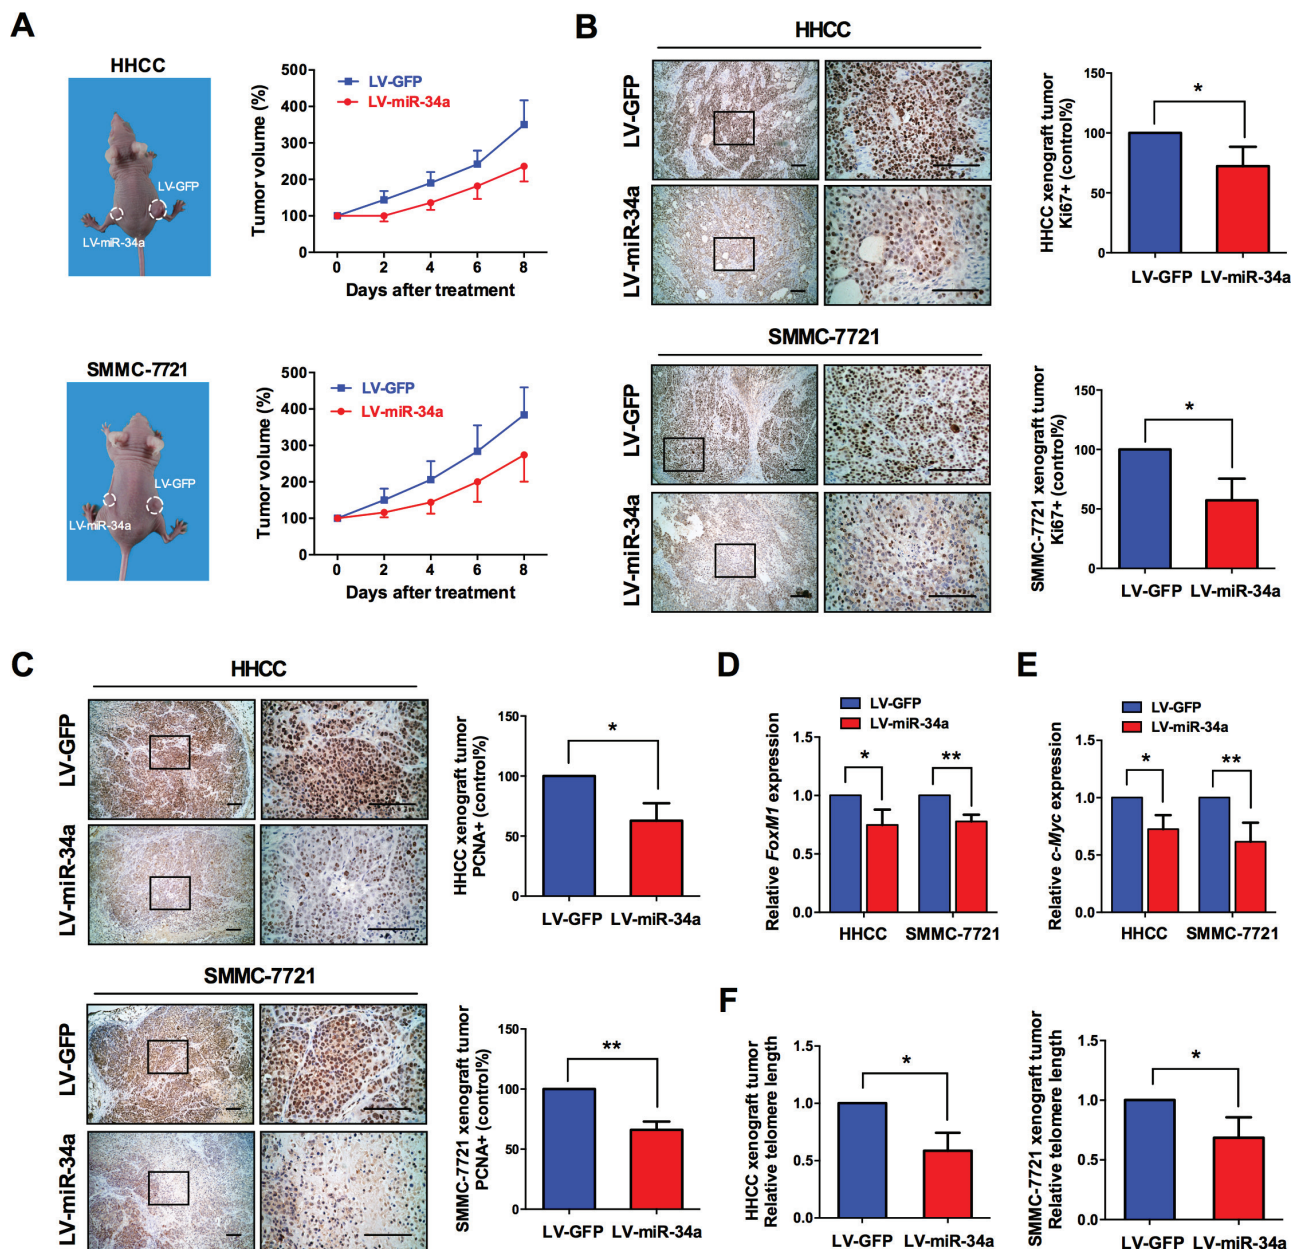 A
HHCC
LV-GFP
LV-miR-34a
Tumor volume (%)
500
400
300
200
100
0
LV-GFP
LV-miR-34a
0 2 4 6 8
Days after treatment
SMMC-7721
LV-GFP
LV-miR-34a
Tumor volume (%)
500
400
300
200
100
0
LV-GFP
LV-miR-34a
0 2 4 6 8
Days after treatment
B
HHCC
LV-GFP
LV-miR-34a
HHCC xenograft tumor
Ki67+ (control%)
150
100
50
0
*
LV-GFP LV-miR-34a
SMMC-7721
LV-GFP
LV-miR-34a
SMMC-7721 xenograft tumor
Ki67+ (control%)
150
100
50
0
*
LV-GFP LV-miR-34a
C
HHCC
LV-GFP
LV-miR-34a
HHCC xenograft tumor
PCNA+ (control%)
150
100
50
0
*
LV-GFP LV-miR-34a
SMMC-7721
LV-GFP
LV-miR-34a
SMMC-7721 xenograft tumor
PCNA+ (control%)
150
100
50
0
**
LV-GFP LV-miR-34a
D
LV-GFP
LV-miR-34a
Relative FoxM1 expression
1.5
1.0
0.5
0.0
* **
HHCC SMMC-7721
E
LV-GFP
LV-miR-34a
Relative c-Myc expression
1.5
1.0
0.5
0.0
* **
HHCC SMMC-7721
F
HHCC xenograft tumor
Relative telomere length
1.5
1.0
0.5
0.0
*
LV-GFP LV-miR-34a
SMMC-7721 xenograft tumor
Relative telomere length
1.5
1.0
0.5
0.0
*
LV-GFP LV-miR-34a